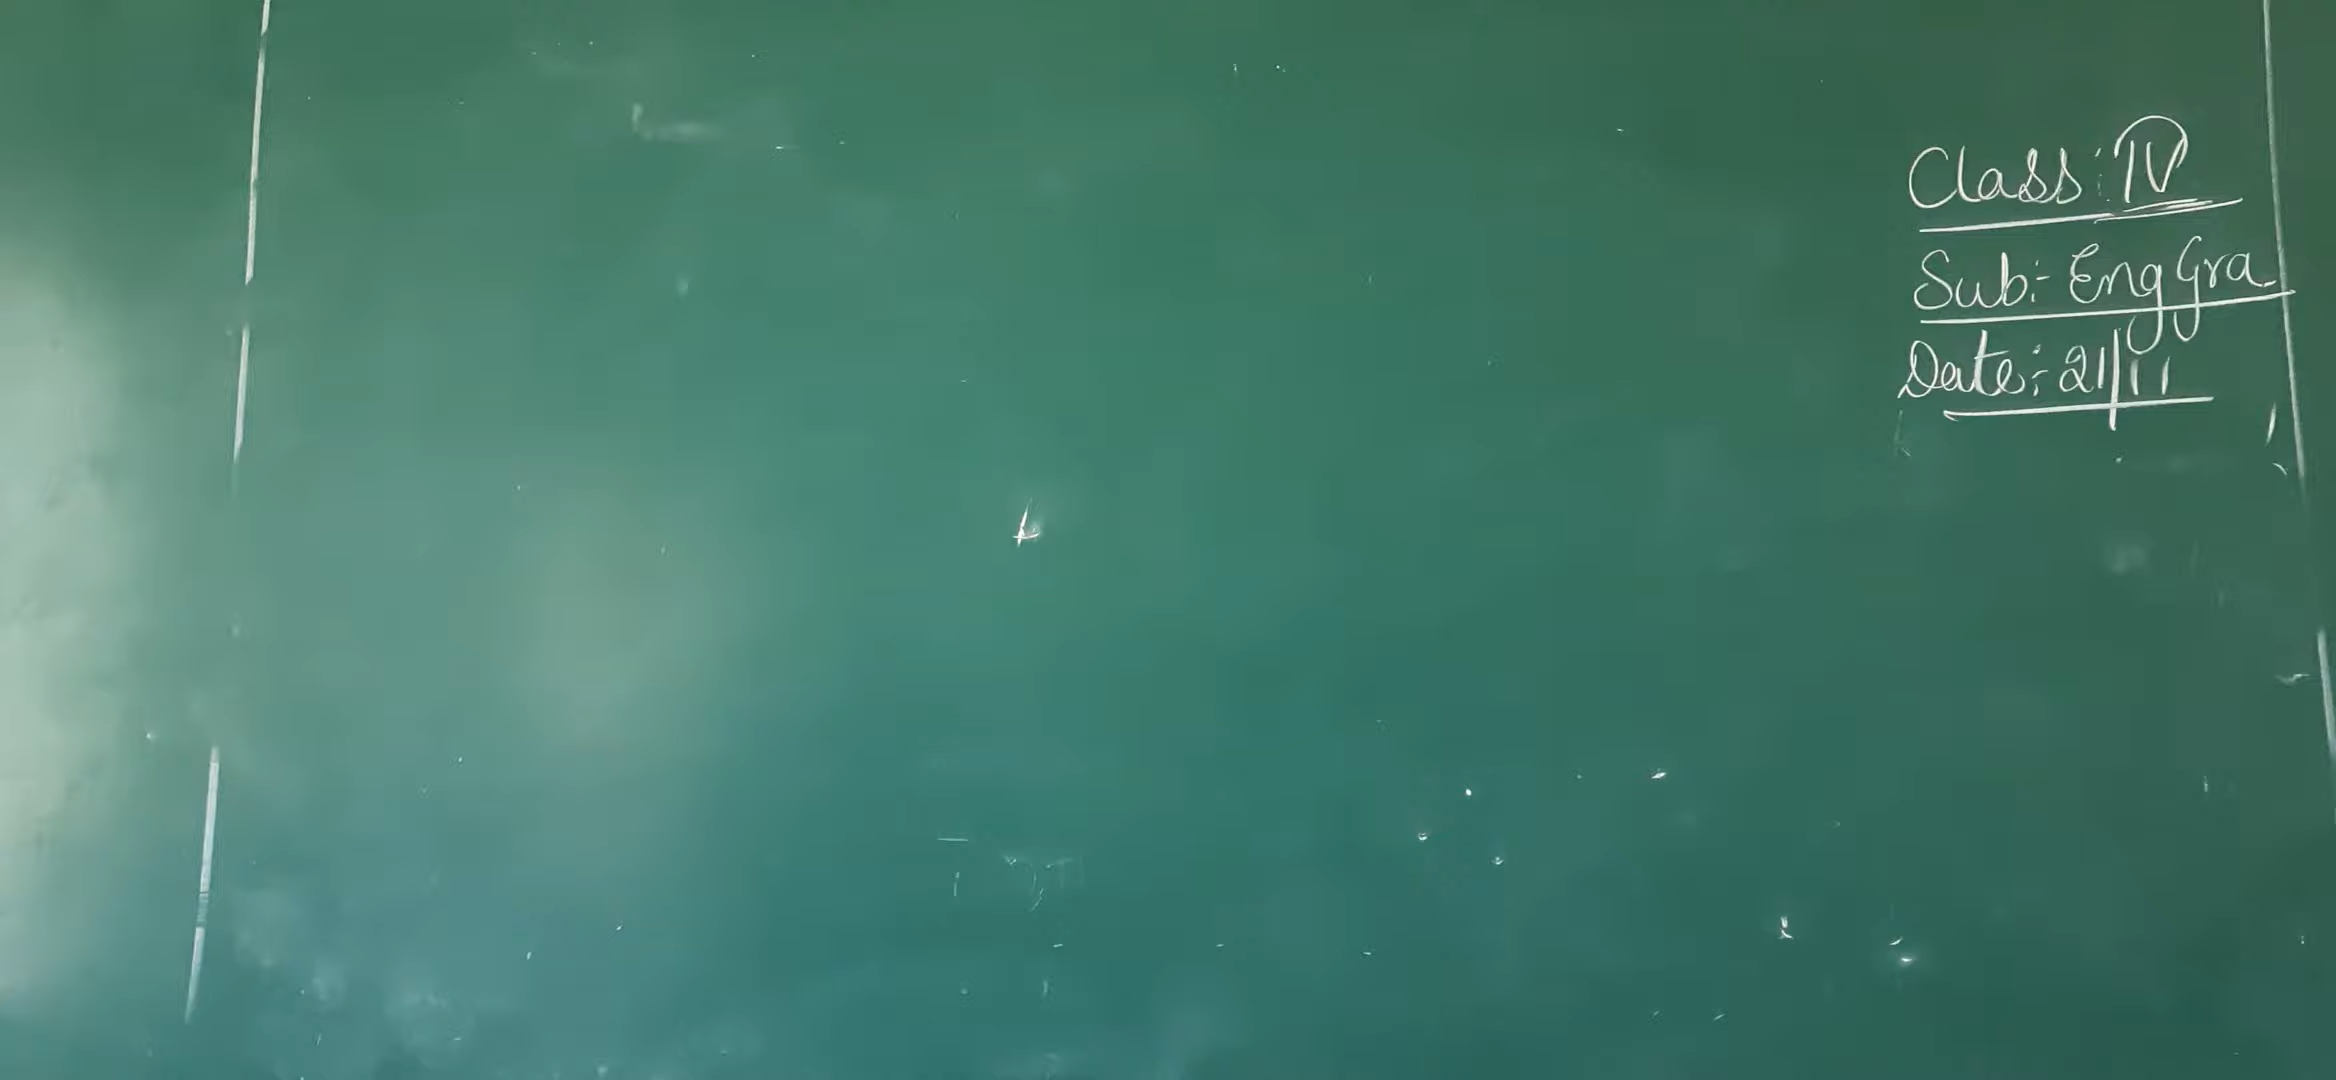 Class: IV
Sub:- Eng Gra
Date:- 21/11